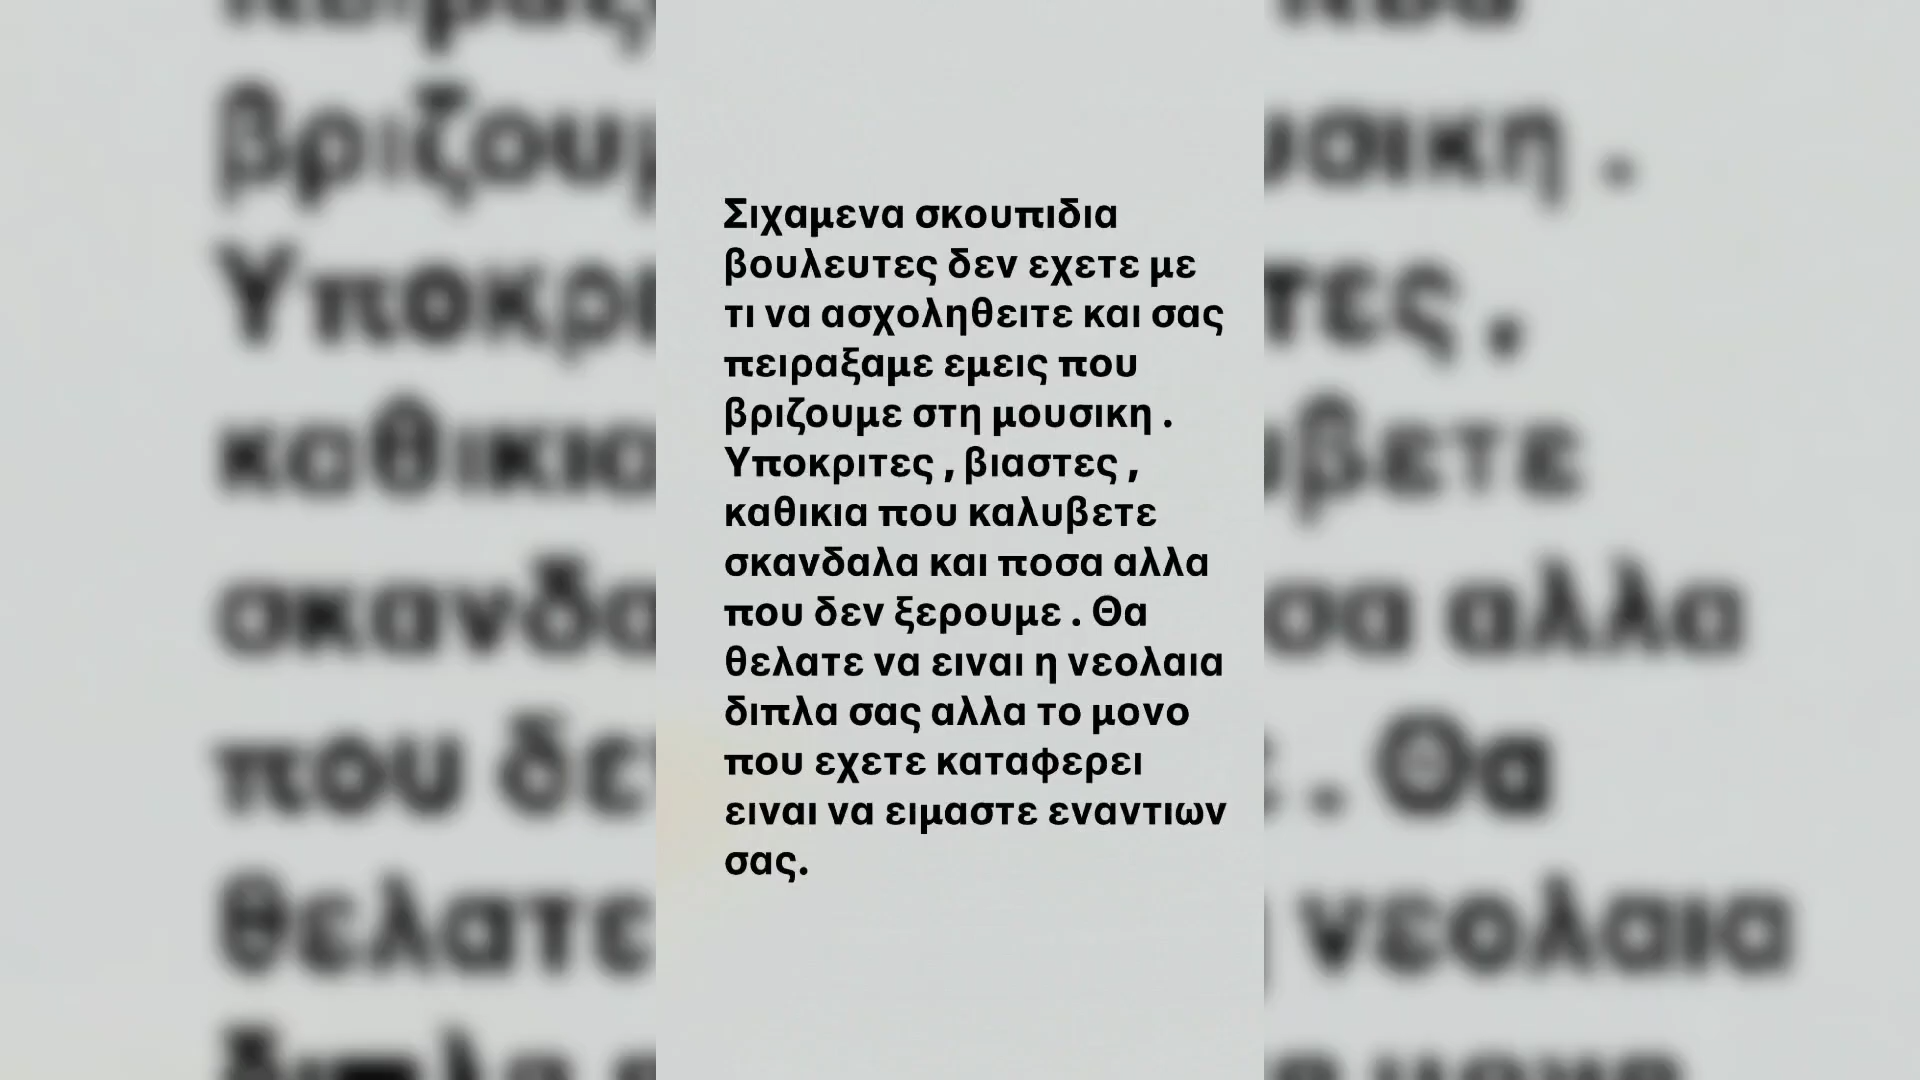 Σιχαμενα σκουπιδια
βουλευτες δεν εχετε με
τι να ασχοληθειτε και σας
πειραξαμε εμεις που
βριζουμε στη μουσικη .
Υποκριτες , βιαστες ,
καθικια που καλυβετε
σκανδαλα και ποσα αλλα
που δεν ξερουμε . Θα
θελατε να ειναι η νεολαια
διπλα σας αλλα το μονο
που εχετε καταφερει
ειναι να ειμαστε εναντιων
σας.